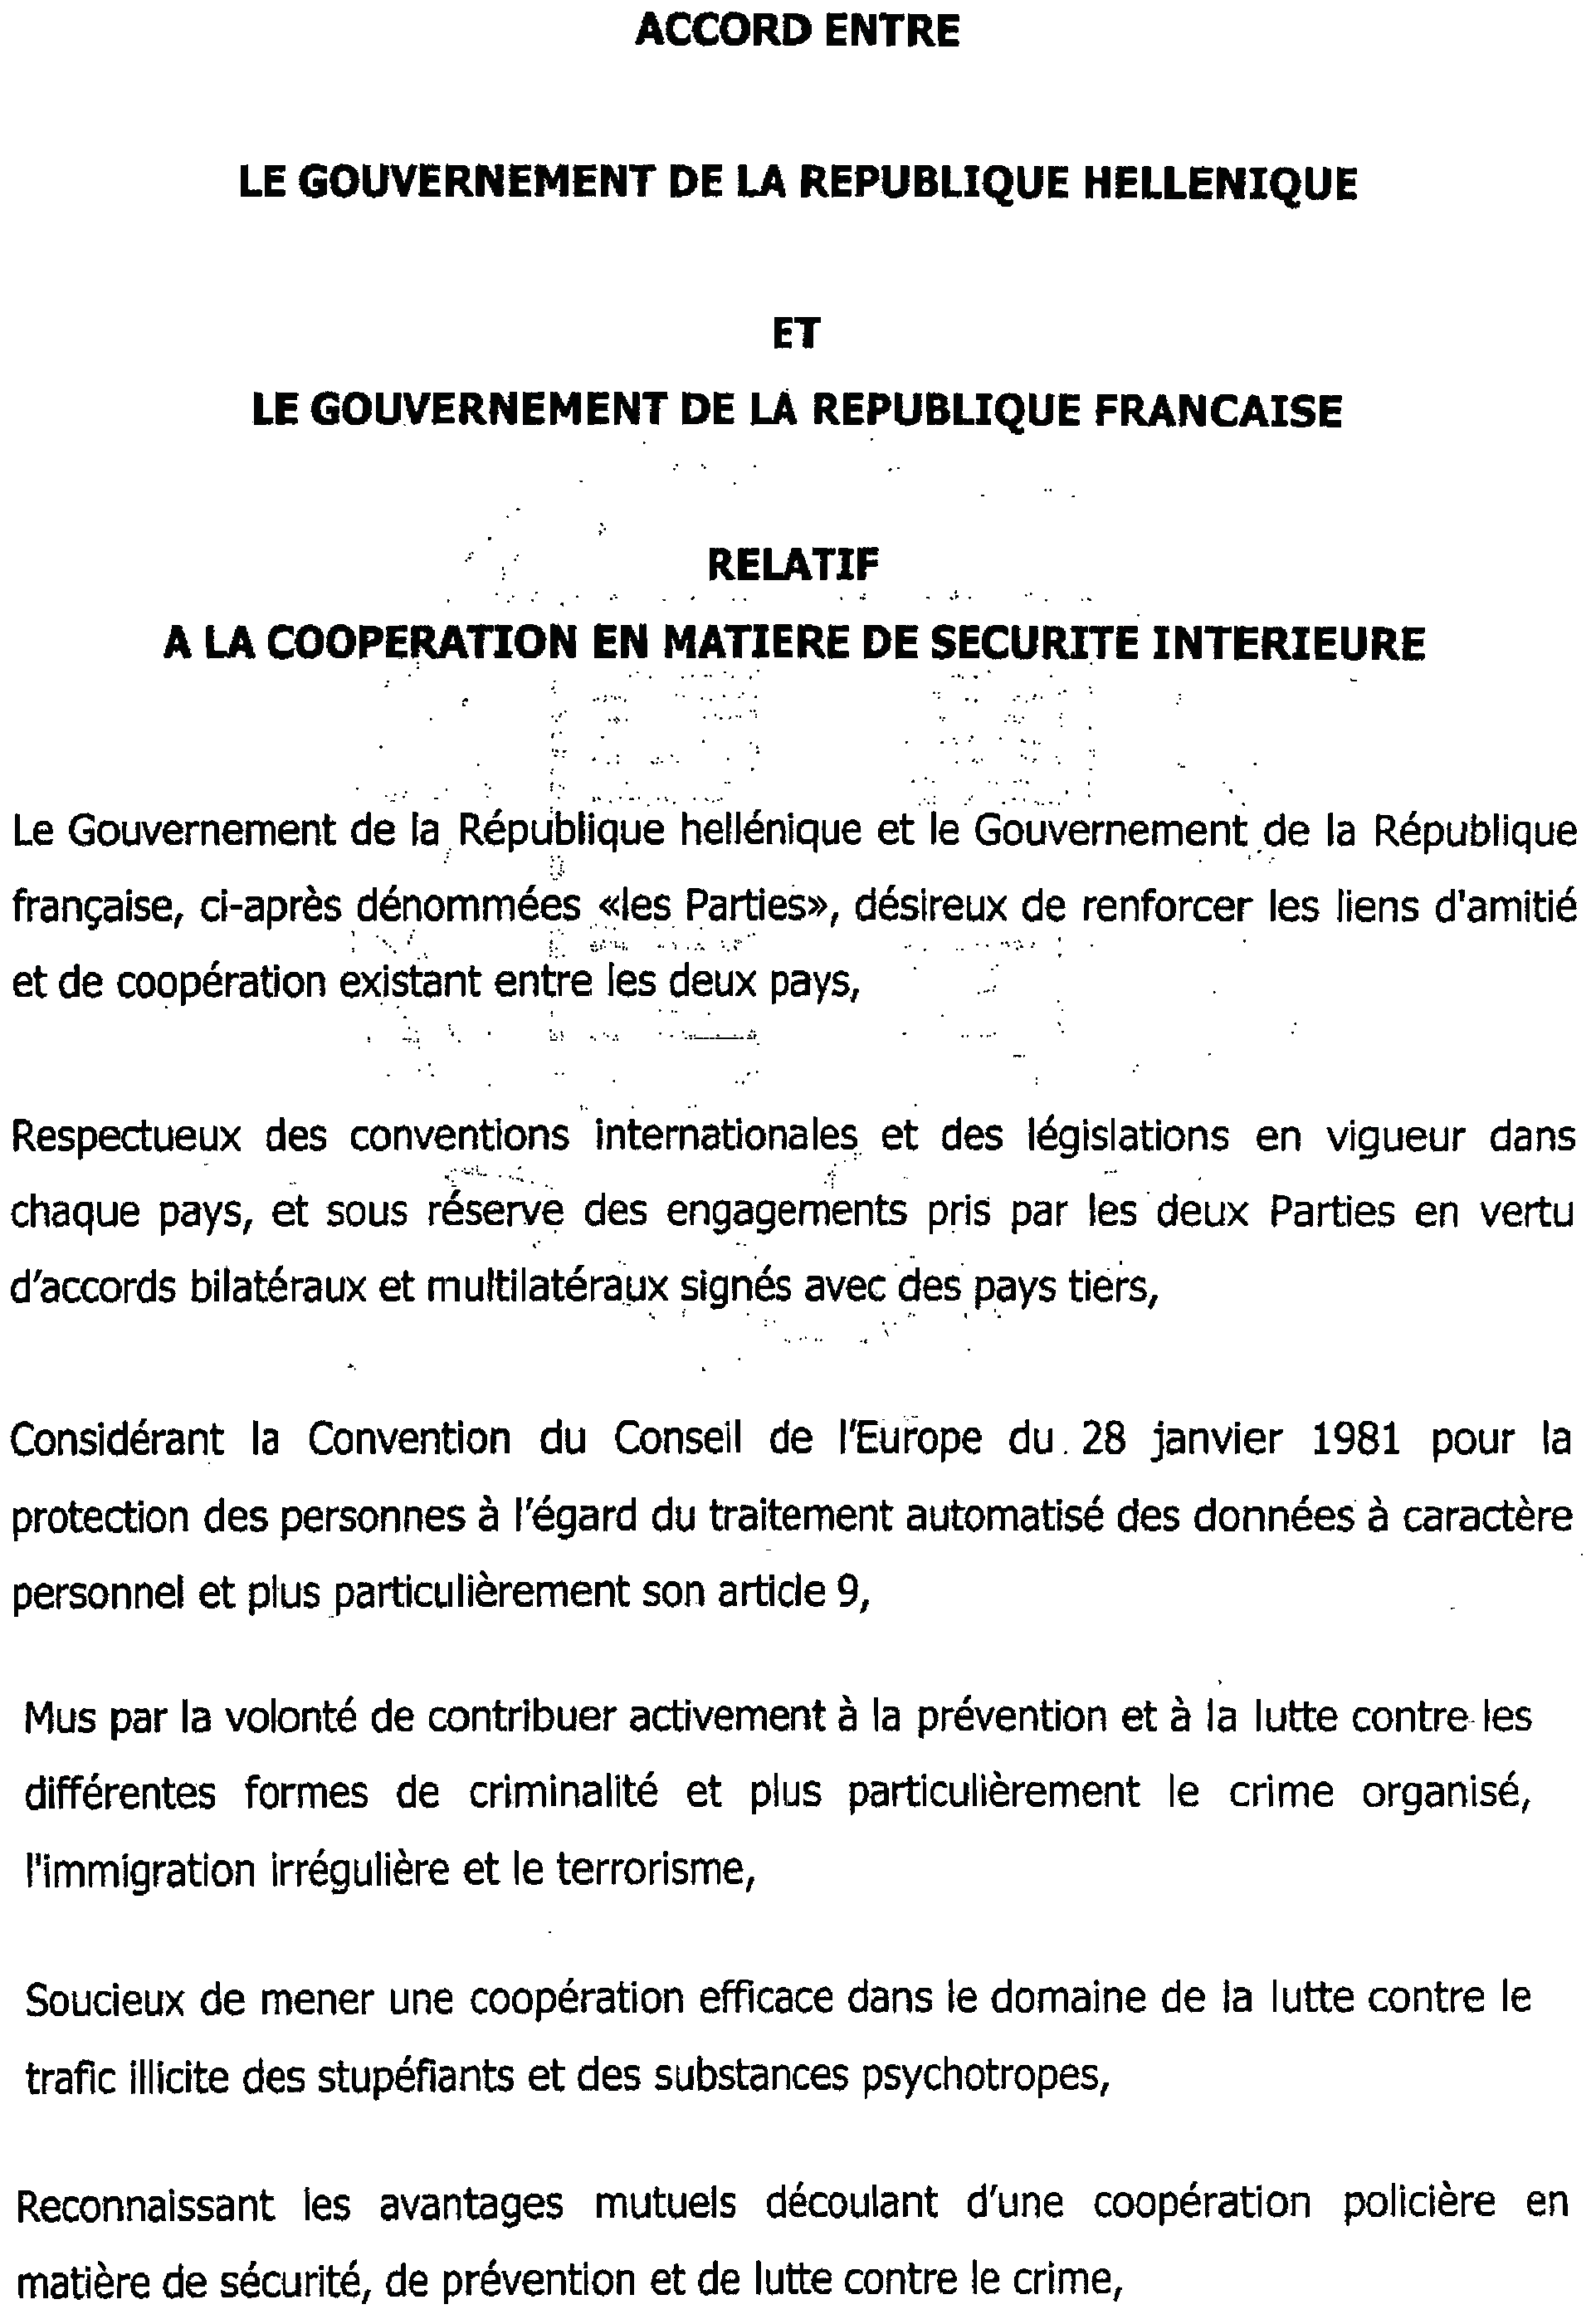 ACCORD ENTRE
LE GOUVERNEMENT DE LA REPUBLIQUE HELLENIQUE
ET
LE GOUVERNEMENT DE LA REPUBLIQUE FRANCAISE
RELATIF
A LA COOPERATION EN MATIERE DE SECURITE INTERIEURE
Le Gouvernement de la République hellénique et le Gouvernement de la République
française, ci-après dénommées «les Parties», désireux de renforcer les liens d'amitié
et de coopération existant entre les deux pays,
Respectueux des conventions internationales et des législations en vigueur dans
chaque pays, et sous réserve des engagements pris par les deux Parties en vertu
d'accords bilatéraux et multilatéraux signés avec des pays tiers,
Considérant la Convention du Conseil de l'Europe du 28 janvier 1981 pour la
protection des personnes à l'égard du traitement automatisé des données à caractère
personnel et plus particulièrement son article 9,
Mus par la volonté de contribuer activement à la prévention et à la lutte contre les
différentes formes de criminalité et plus particulièrement le crime organisé,
l'immigration irrégulière et le terrorisme,
Soucieux de mener une coopération efficace dans le domaine de la lutte contre le
trafic illicite des stupéfiants et des substances psychotropes,
Reconnaissant les avantages mutuels découlant d'une coopération policière en
matière de sécurité, de prévention et de lutte contre le crime,